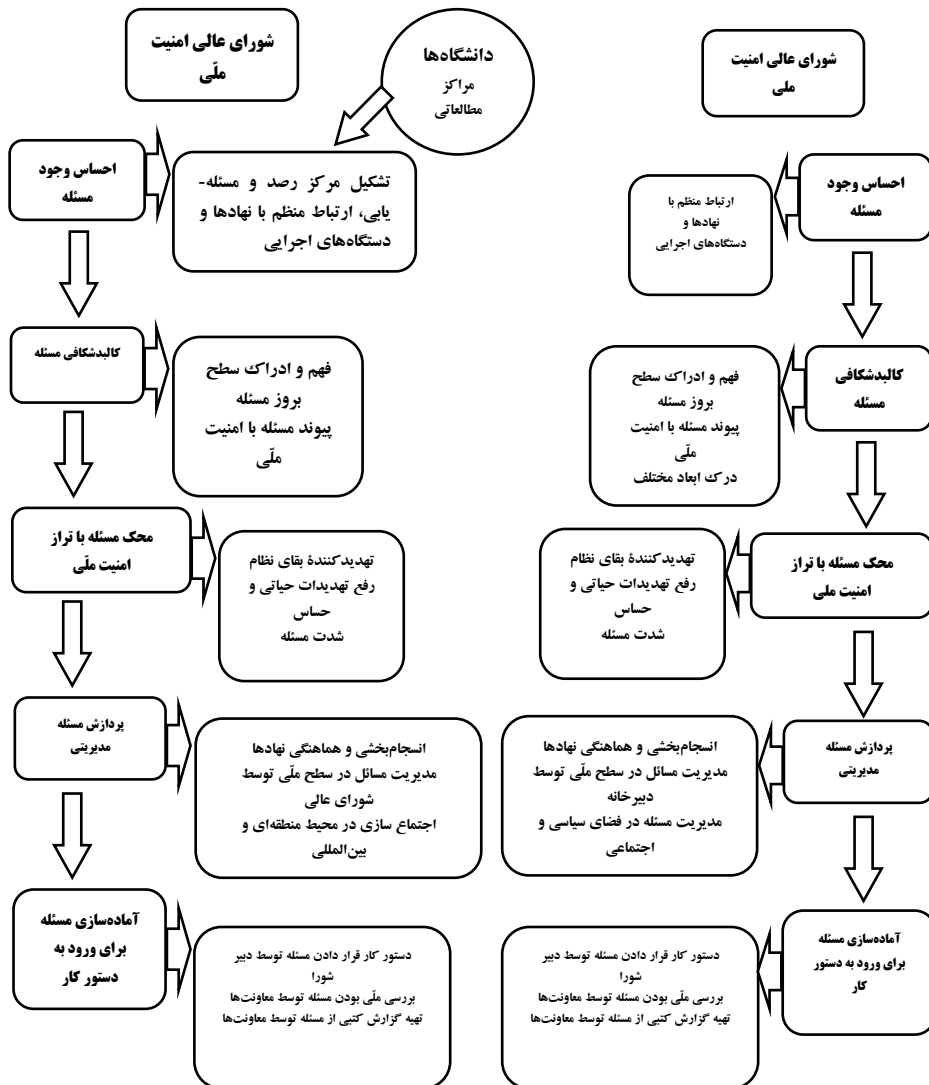 شورای عالی امنیت
ملی
احساس وجود
مسئله
ارتباط منظم با
نهادها و
دستگاه‌های اجرایی
کالبدشکافی
مسئله
فهم و ادراک سطح
بروز مسئله
پیوند مسئله با امنیت
ملّی
درک ابعاد مختلف
محک مسئله با تراز
امنیت ملی
تهدیدکنندهٔ بقای نظام
رفع تهدیدات حیاتی و
حساس
شدت مسئله
پردازش مسئله
مدیریتی
انسجام‌بخشی و هماهنگی نهادها
مدیریت مسائل در سطح ملّی توسط
دبیرخانه
مدیریت مسئله در فضای سیاسی و
اجتماعی
آماده‌سازی مسئله
برای ورود به دستور
کار
دستور کار قرار دادن مسئله توسط دبیر
شورا
بررسی ملّی بودن مسئله توسط معاونت‌ها
تهیه گزارش کتبی از مسئله توسط معاونت‌ها
شورای عالی امنیت
ملّی
دانشگاه‌ها
مراکز
مطالعاتی
احساس وجود
مسئله
تشکیل مرکز رصد و مسئله-
یابی، ارتباط منظم با نهادها و
دستگاه‌های اجرایی
کالبدشکافی مسئله
فهم و ادراک سطح
بروز مسئله
پیوند مسئله با امنیت
ملّی
محک مسئله با تراز
امنیت ملّی
تهدیدکنندهٔ بقای نظام
رفع تهدیدات حیاتی و
حساس
شدت مسئله
پردازش مسئله
مدیریتی
انسجام‌بخشی و هماهنگی نهادها
مدیریت مسائل در سطح ملّی توسط
شورای عالی
اجتماع سازی در محیط منطقه‌ای و
بین‌المللی
آماده‌سازی مسئله
برای ورود به
دستور کار
دستور کار قرار دادن مسئله توسط دبیر
شورا
بررسی ملّی بودن مسئله توسط معاونت‌ها
تهیه گزارش کتبی از مسئله توسط معاونت‌ها